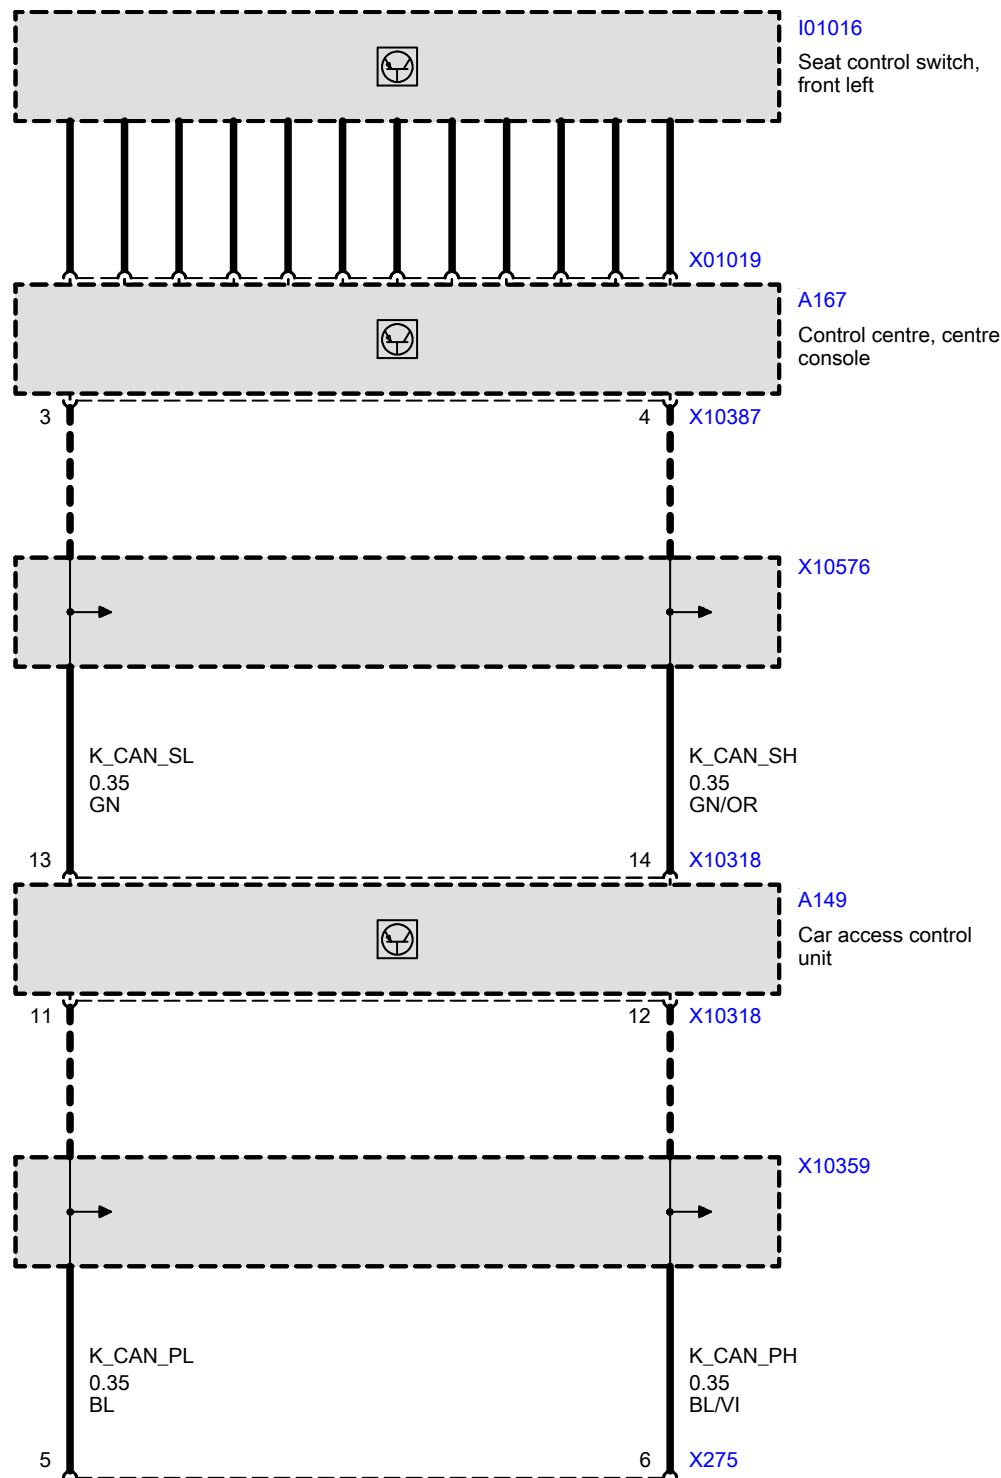 I01016
Seat control switch,
front left
X01019
A167
Control centre, centre
console
3
4
X10387
X10576
K_CAN_SL
0.35
GN
K_CAN_SH
0.35
GN/OR
13
14
X10318
A149
Car access control
unit
11
12
X10318
X10359
K_CAN_PL
0.35
BL
K_CAN_PH
0.35
BL/VI
5
6
X275